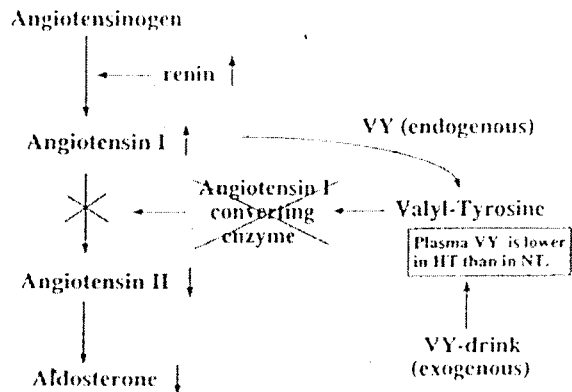 Angiotensinogen
renin
Angiotensin I
VY (endogenous)
Angiotensin I
converting
enzyme
Valyl-Tyrosine
Plasma VY is lower
in HT than in NT.
Angiotensin II
VY-drink
(exogenous)
Aldosterone